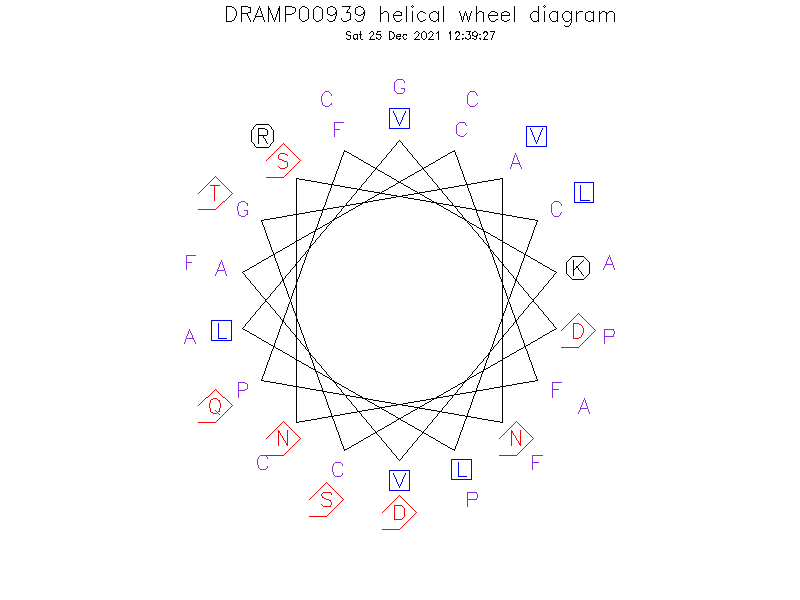 DRAMP00939 helical wheel diagram
Sat 25 Dec 2021 12:39:27
G
C C
V
F C
R V
S A
T L
G C
F A K A
A L D P
P F
Q A
N N
C F
C L
V
S P
D